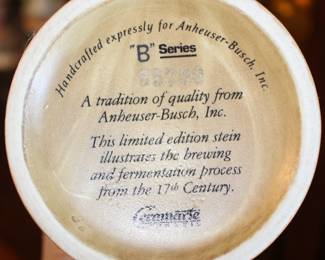 Handcrafted expressly for Anheuser-Busch, Inc.
"B" Series
A tradition of quality from
Anheuser-Busch, Inc.
This limited edition stein
illustrates the brewing
and fermentation process
from the 17th Century.
Ceramarte